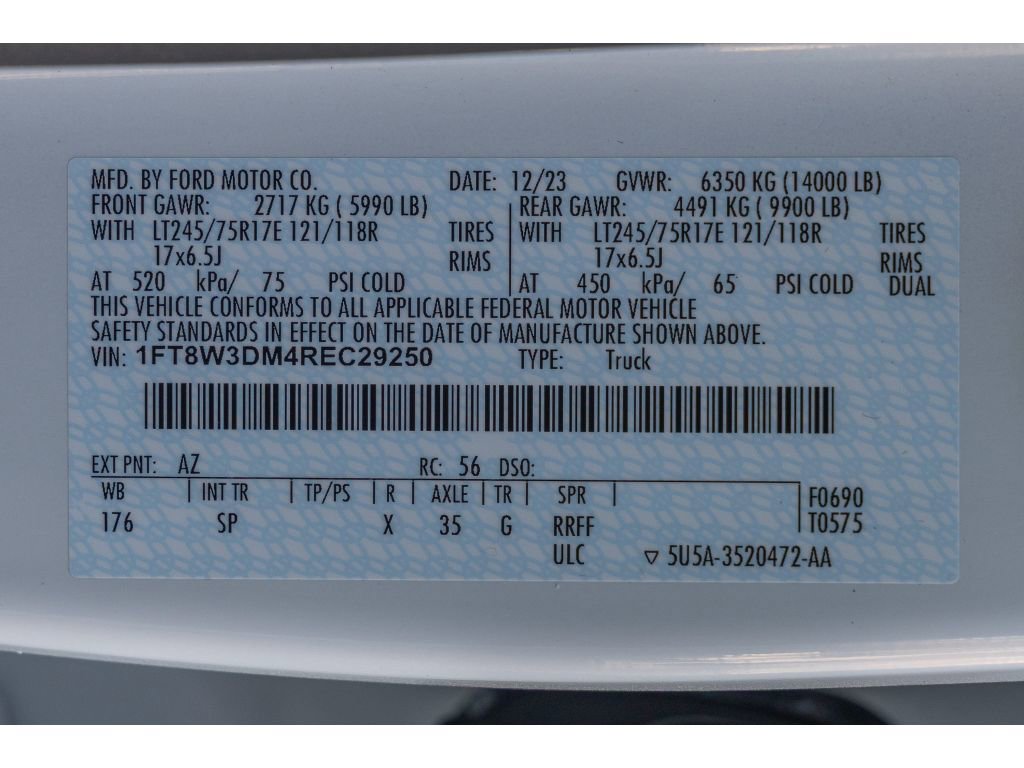 MFD. BY FORD MOTOR CO. DATE: 12/23 GVWR: 6350 KG (14000 LB)
FRONT GAWR: 2717 KG ( 5990 LB) REAR GAWR: 4491 KG ( 9900 LB)
WITH LT245/75R17E 121/118R TIRES WITH LT245/75R17E 121/118R TIRES
17x6.5J RIMS 17x6.5J RIMS
AT 520 kPa/ 75 PSI COLD AT 450 kPa/ 65 PSI COLD DUAL
THIS VEHICLE CONFORMS TO ALL APPLICABLE FEDERAL MOTOR VEHICLE
SAFETY STANDARDS IN EFFECT ON THE DATE OF MANUFACTURE SHOWN ABOVE.
VIN: 1FT8W3DM4REC29250 TYPE: Truck
EXT PNT: AZ RC: 56 DSO:
WB INT TR TP/PS R AXLE TR SPR F0690
176 SP X 35 G RRFF T0575
ULC ▽ 5U5A-3520472-AA